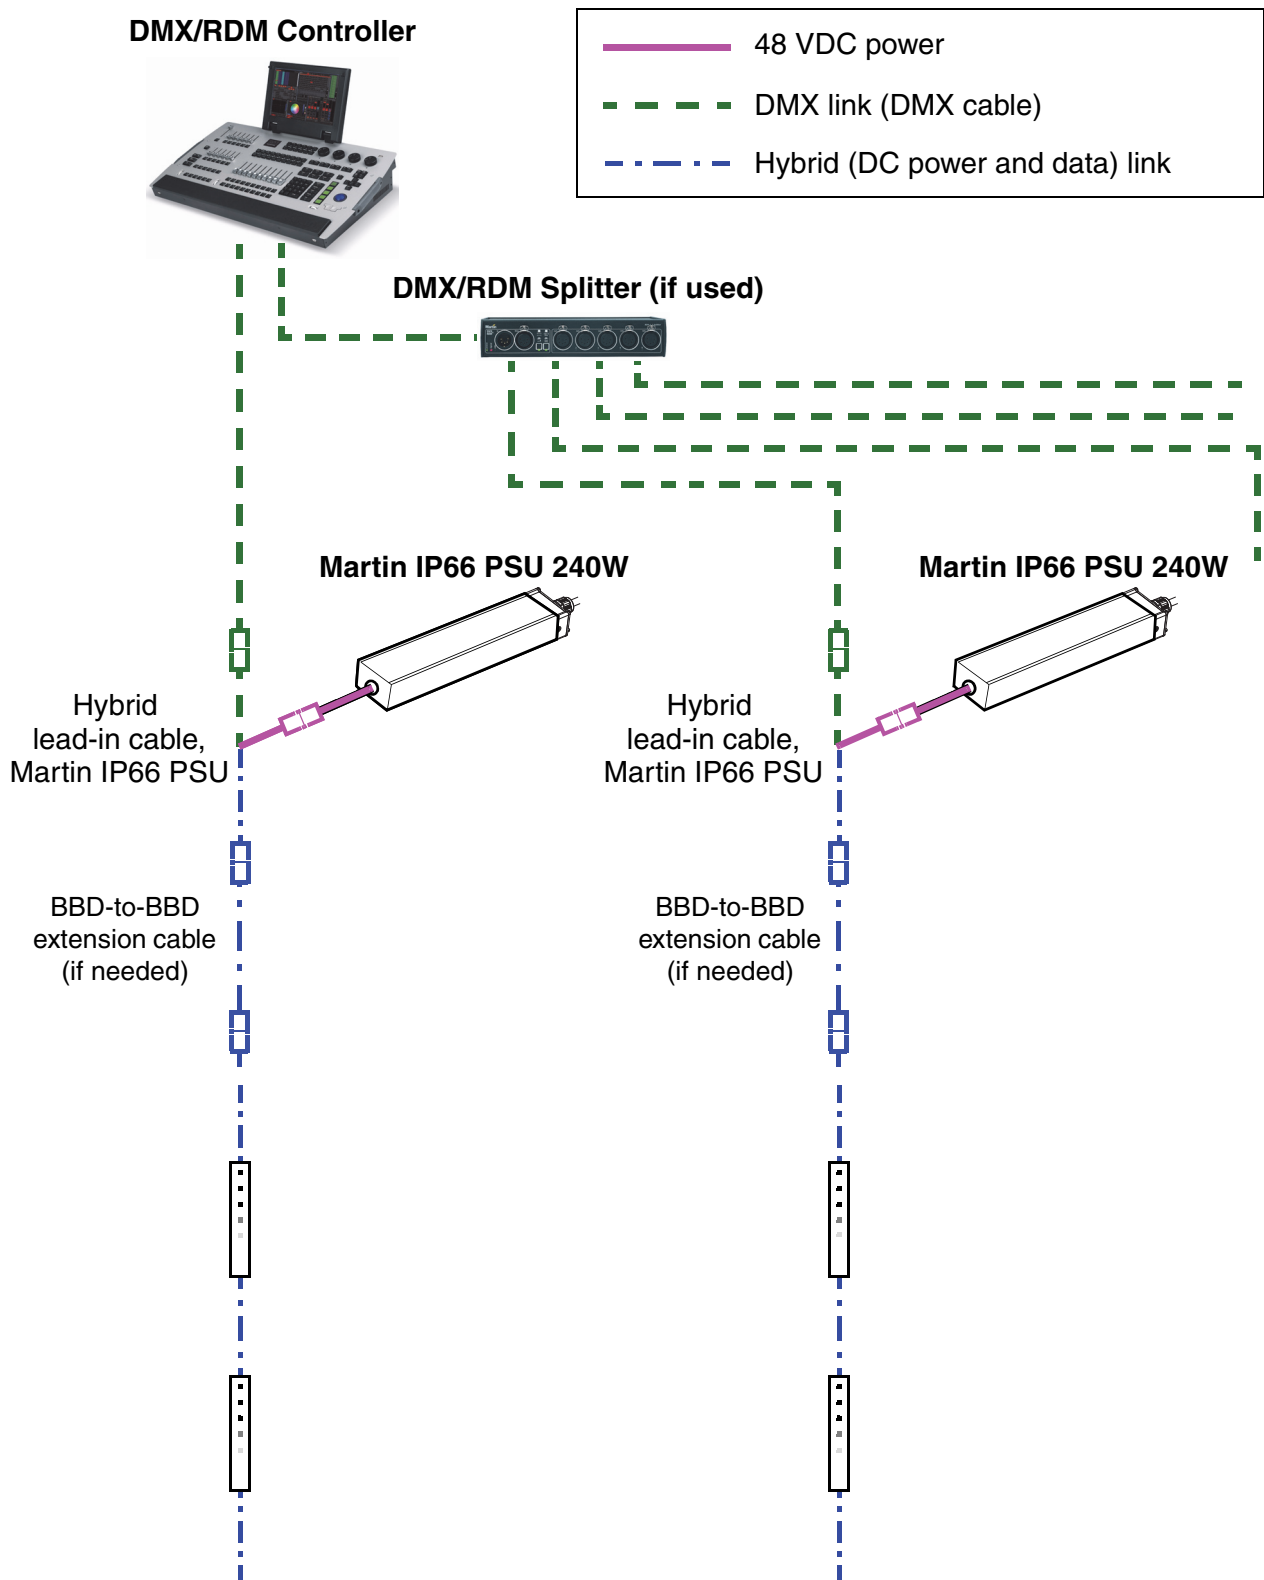 DMX/RDM Controller
48 VDC power
DMX link (DMX cable)
Hybrid (DC power and data) link
DMX/RDM Splitter (if used)
Martin IP66 PSU 240W
Martin IP66 PSU 240W
Hybrid
lead-in cable,
Martin IP66 PSU
Hybrid
lead-in cable,
Martin IP66 PSU
BBD-to-BBD
extension cable
(if needed)
BBD-to-BBD
extension cable
(if needed)